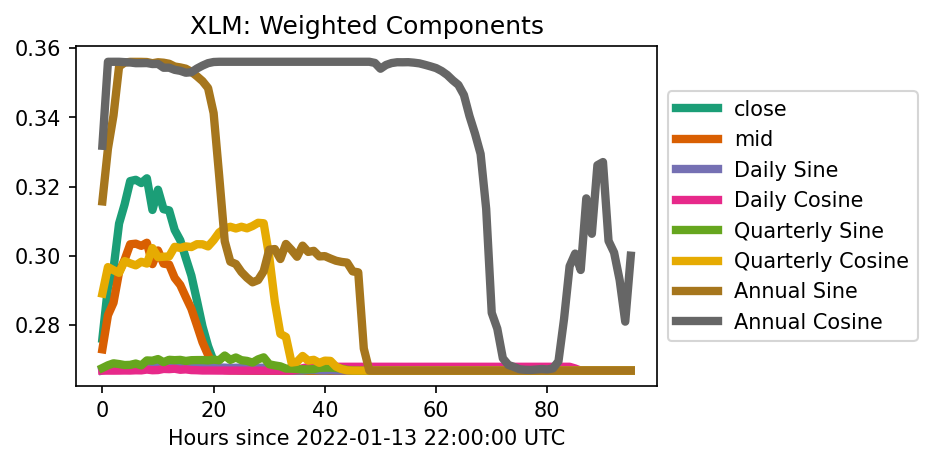 XLM: Weighted Components
0.36
0.34
0.32
0.30
0.28
0
20
40
60
80
Hours since 2022-01-13 22:00:00 UTC
close
mid
Daily Sine
Daily Cosine
Quarterly Sine
Quarterly Cosine
Annual Sine
Annual Cosine